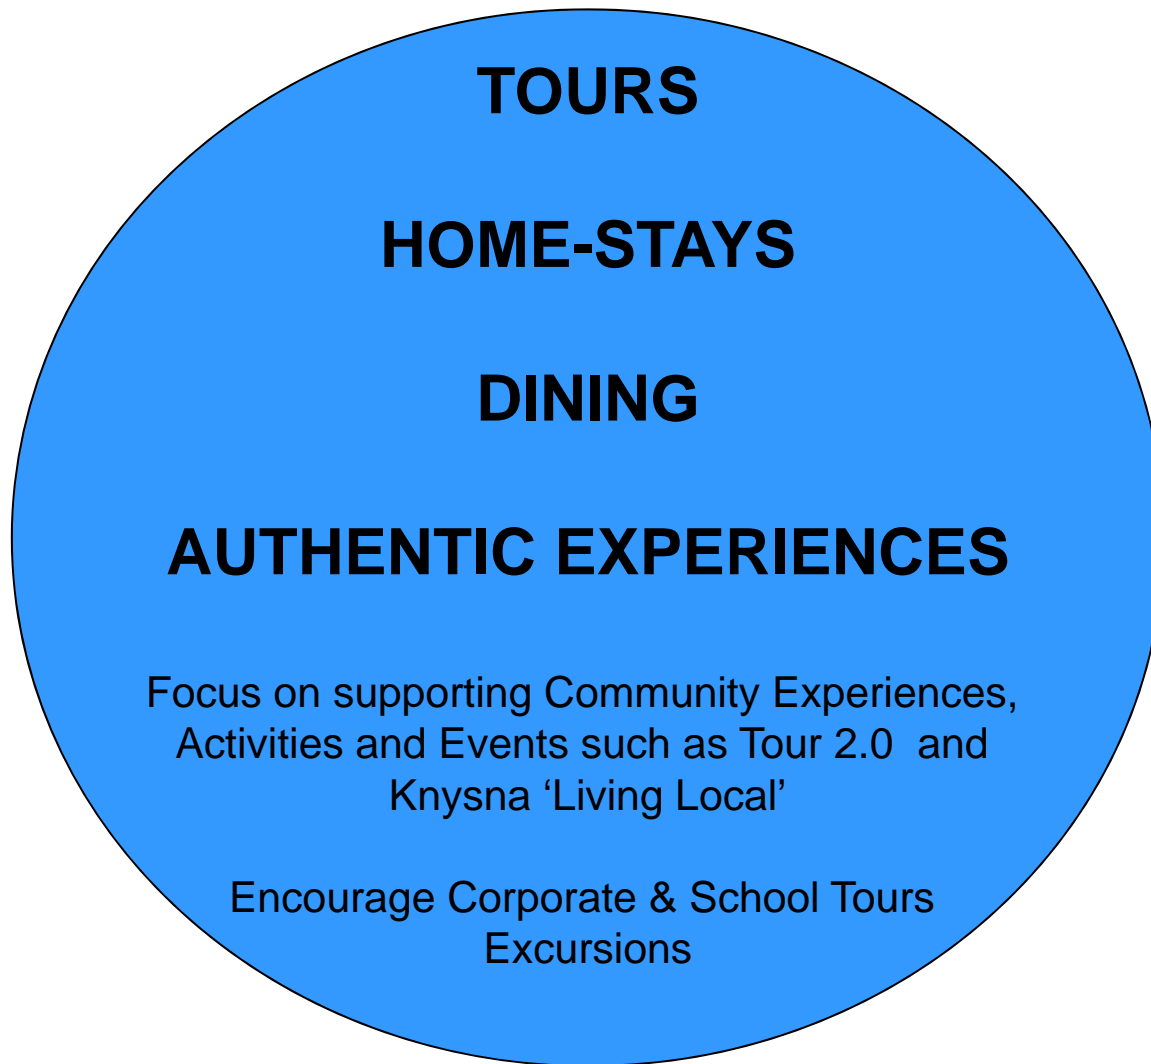 TOURS
HOME-STAYS
DINING
AUTHENTIC EXPERIENCES
Focus on supporting Community Experiences,
Activities and Events such as Tour 2.0  and
Knysna ‘Living Local’
Encourage Corporate & School Tours
Excursions